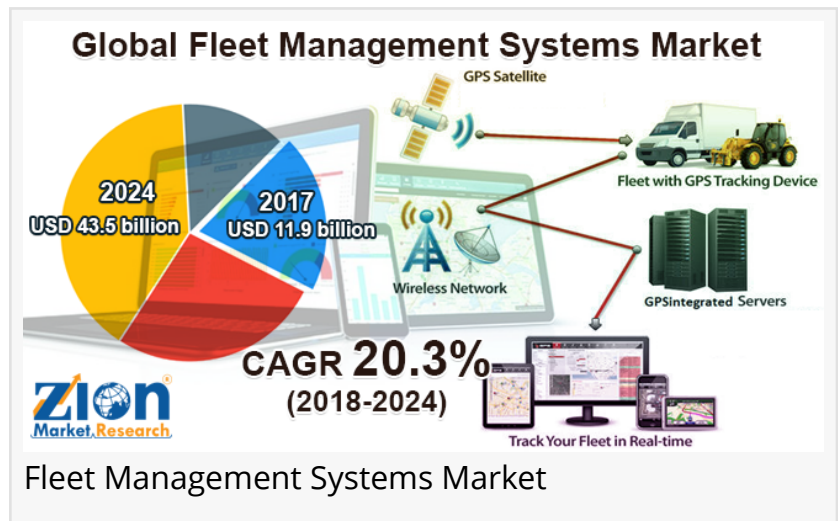 Global Fleet Management Systems Market
GPS Satellite
2024
USD 43.5 billion
2017
USD 11.9 billion
Fleet with GPS Tracking Device
Wireless Network
GPSintegrated Servers
CAGR 20.3%
(2018-2024)
Zion
Market.Research
Track Your Fleet in Real-time
Fleet Management Systems Market